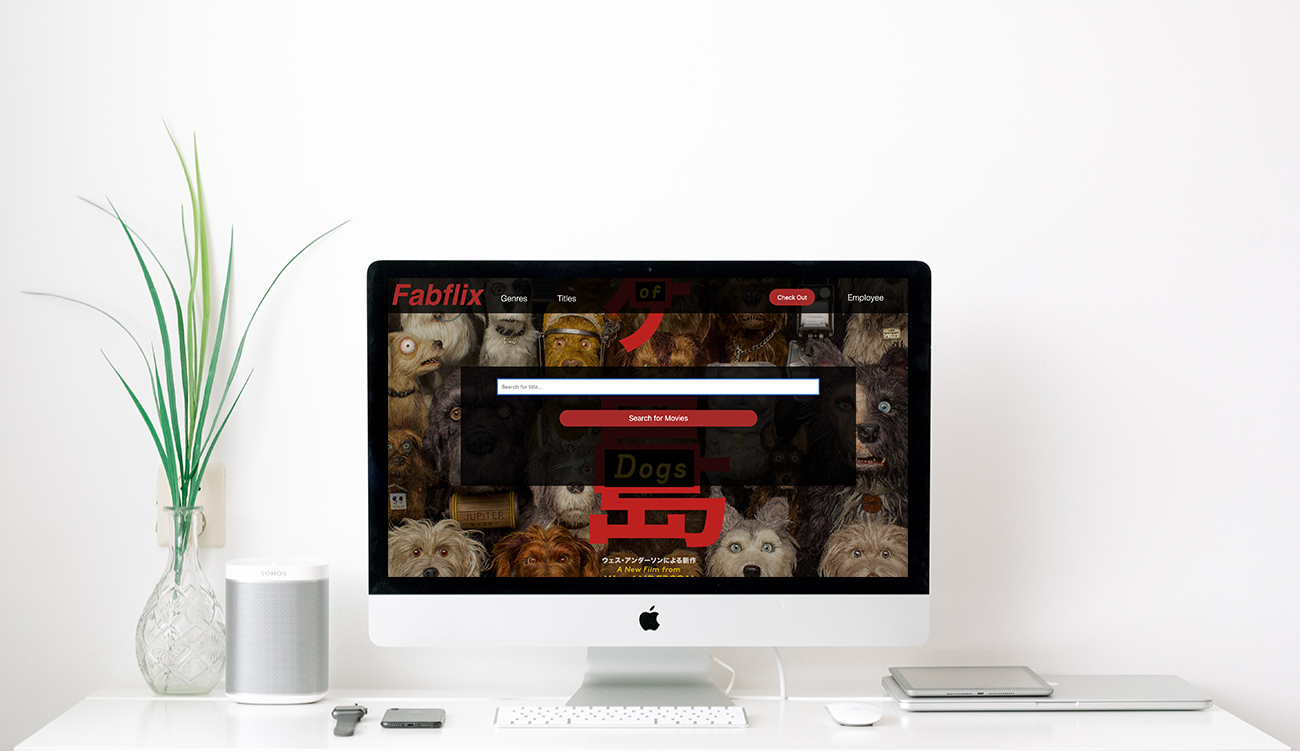 Fabflix
Genres
Titles
of
Check Out
Employee
Search for title...
Search for Movies
Dogs
島
JUPITER
ウェス・アンダーソンによる新作
A New Film from
SONOS